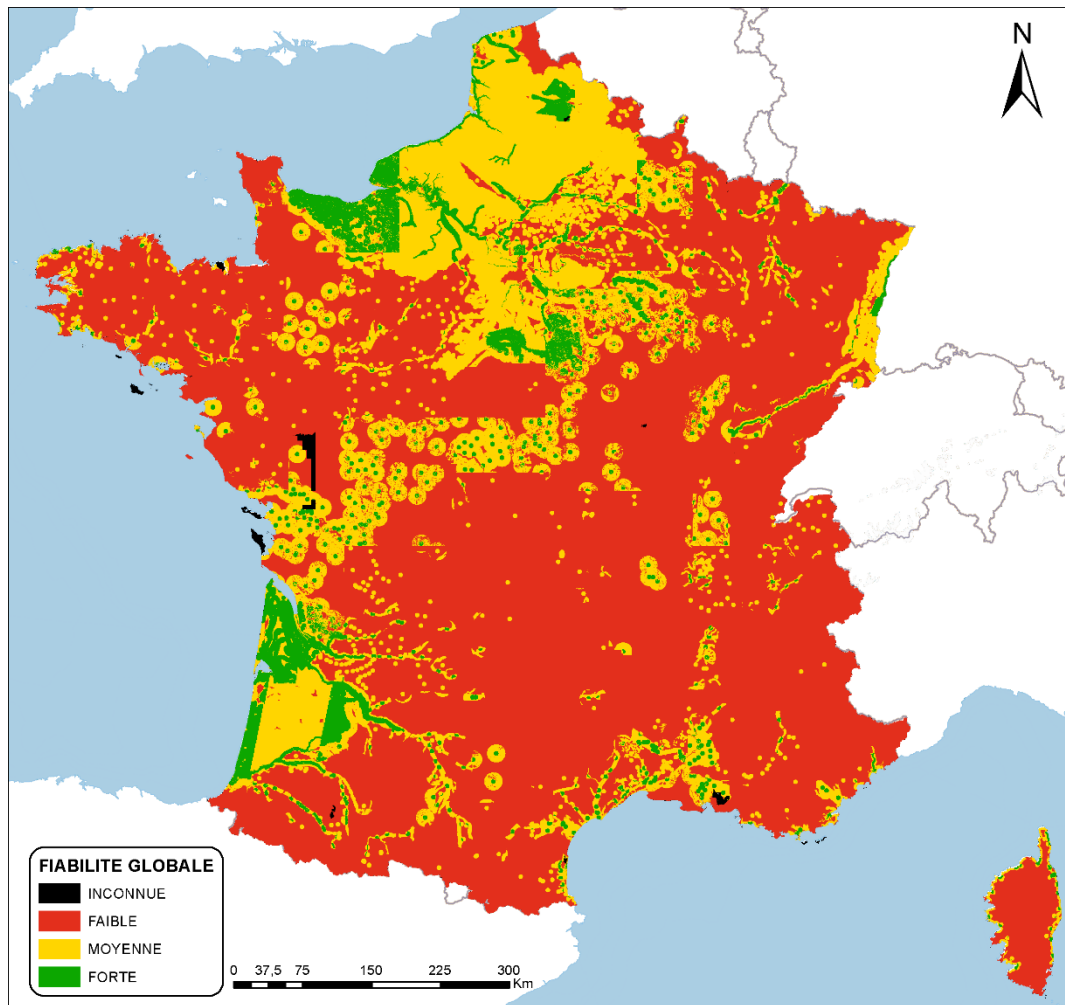 N
FIABILITE GLOBALE
INCONNUE
FAIBLE
MOYENNE
FORTE
0 37,5 75 150 225 300
Km